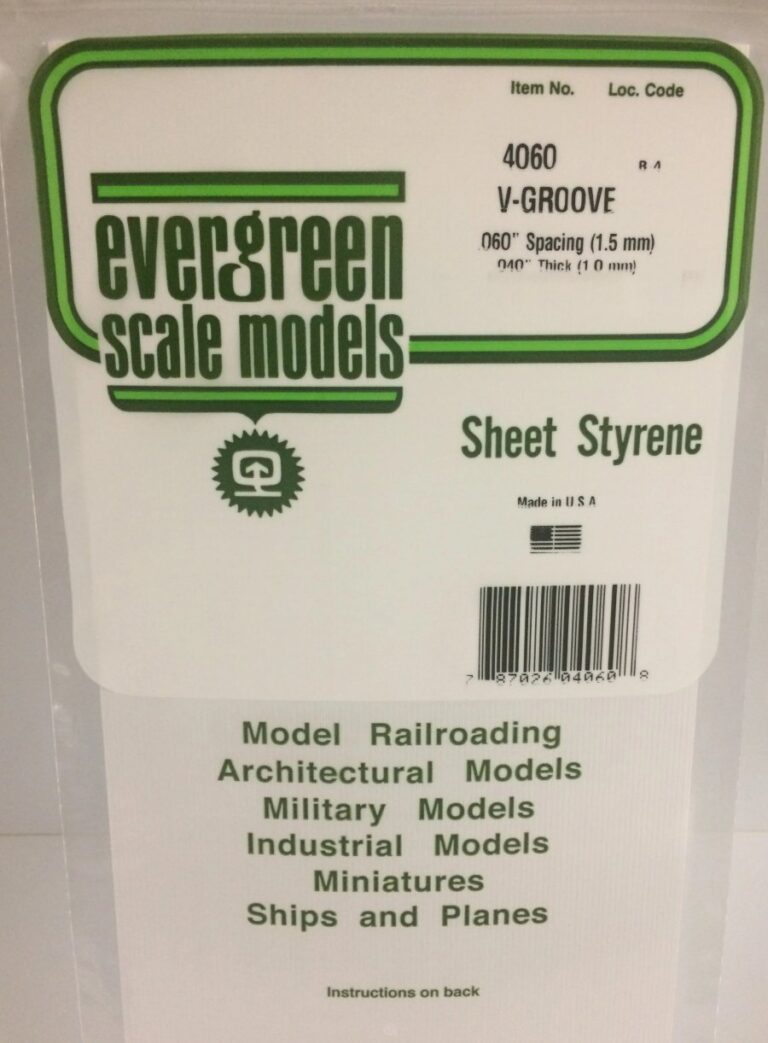 Item No. Loc. Code
4060 B 4
V-GROOVE
.060" Spacing (1.5 mm)
.040" Thick (1.0 mm)
evergreen
scale models
Sheet Styrene
Made in U S A
7 87026 04060 8
Model Railroading
Architectural Models
Military Models
Industrial Models
Miniatures
Ships and Planes
Instructions on back